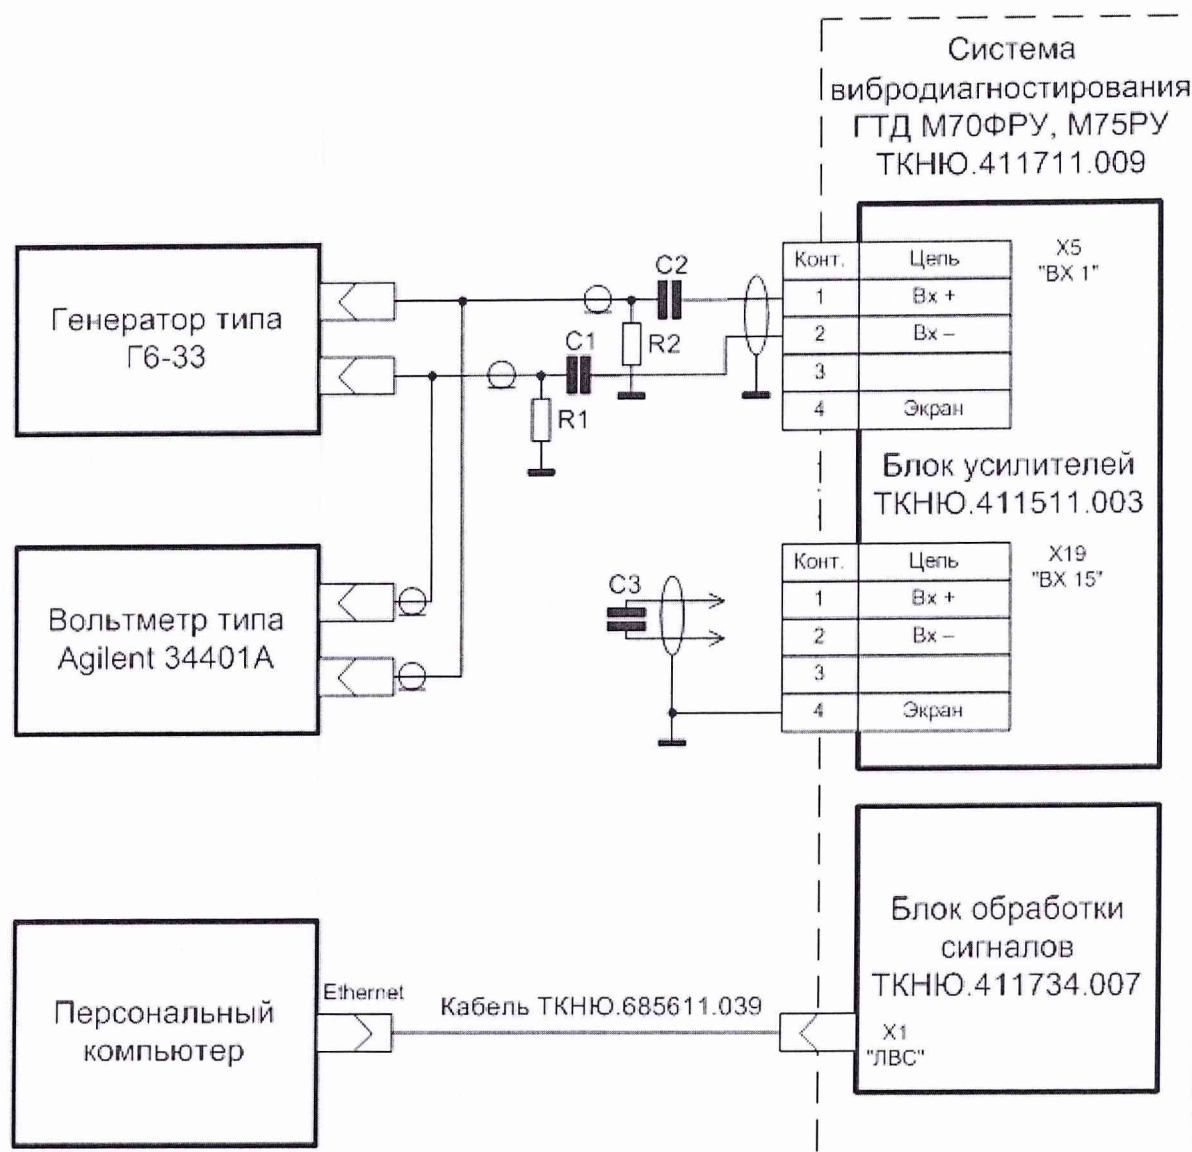 Система
вибродиагностирования
ГТД М70ФРУ, М75РУ
ТКНЮ.411711.009
Генератор типа
Г6-33
C2
R2
C1
R1
Конт.
Цепь
1
Вх +
2
Вх –
3
4
Экран
X5
"ВХ 1"
Блок усилителей
ТКНЮ.411511.003
Вольтметр типа
Agilent 34401A
C3
Конт.
Цепь
1
Вх +
2
Вх –
3
4
Экран
X19
"ВХ 15"
Персональный
компьютер
Ethernet
Кабель ТКНЮ.685611.039
Блок обработки
сигналов
ТКНЮ.411734.007
X1
"ЛВС"